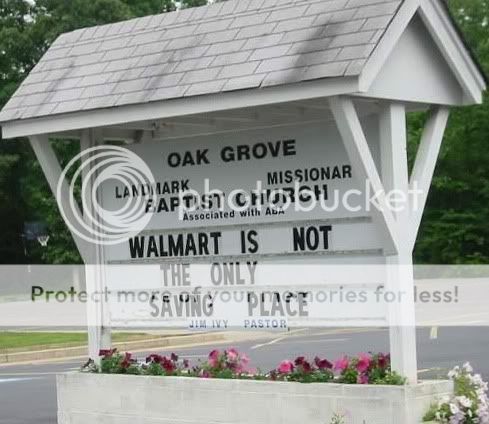 OAK GROVE
LANDMARK MISSIONAR
photobucket
BAPTIST CHURCH
Associated with ABA
WALMART IS NOT
THE ONLY
Protect more of your memories for less!
SAVING PLACE
JIM IVY PASTOR